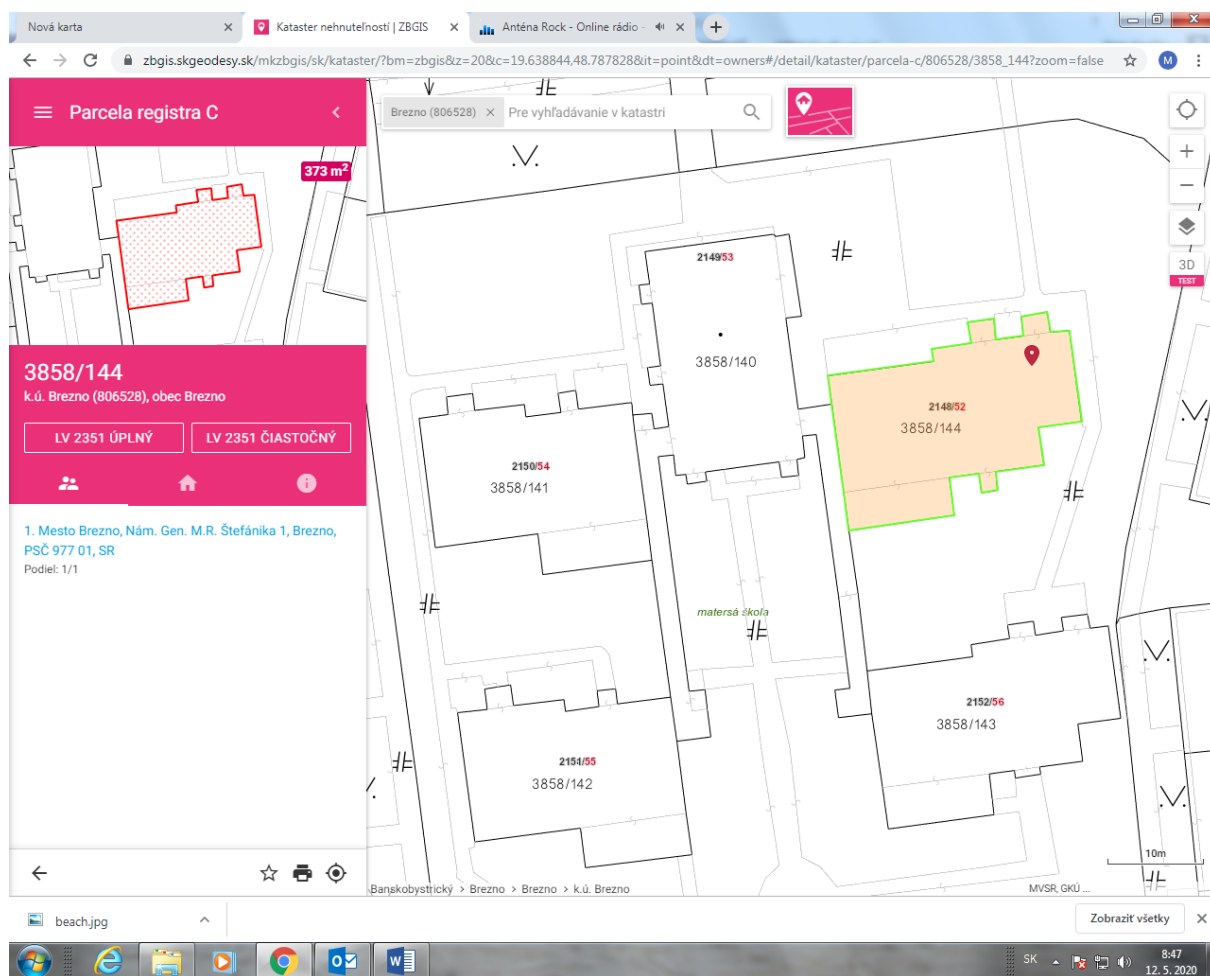 Nová karta
Kataster nehnuteľností | ZBGIS
Anténa Rock - Online rádio -
zbgis.skgeodesy.sk/mkzbgis/sk/kataster/?bm=zbgis&z=20&c=19.638844,48.787828&it=point&dt=owners#/detail/kataster/parcela-c/806528/3858_144?zoom=false
M
Parcela registra C
Brezno (806528)
Pre vyhľadávanie v katastri
373 m²
3D
TEST
3858/144
k.ú. Brezno (806528), obec Brezno
LV 2351 ÚPLNÝ
LV 2351 ČIASTOČNÝ
1. Mesto Brezno, Nám. Gen. M.R. Štefánika 1, Brezno,
PSČ 977 01, SR
Podiel: 1/1
2149/53
3858/140
2148/52
3858/144
2150/54
3858/141
materská škola
2152/56
3858/143
2151/55
3858/142
10m
Banskobystrický > Brezno > Brezno > k.ú. Brezno
MVSR, GKÚ ...
beach.jpg
Zobraziť všetky
SK
8:47
12. 5. 2020